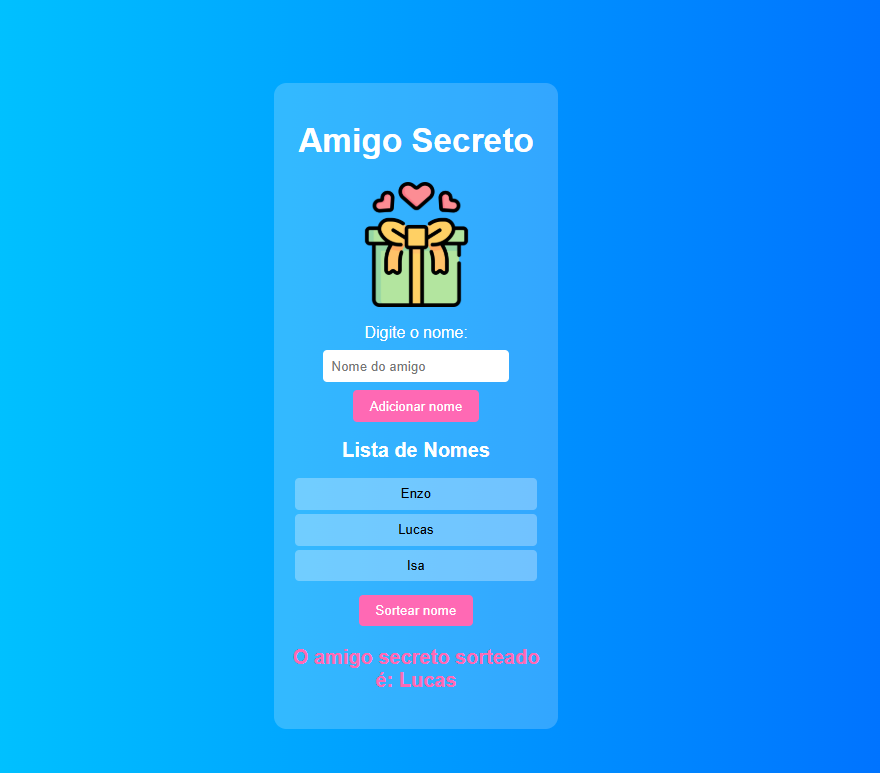 Amigo Secreto
Digite o nome:
Nome do amigo
Adicionar nome
Lista de Nomes
Enzo
Lucas
Isa
Sortear nome
O amigo secreto sorteado
é: Lucas